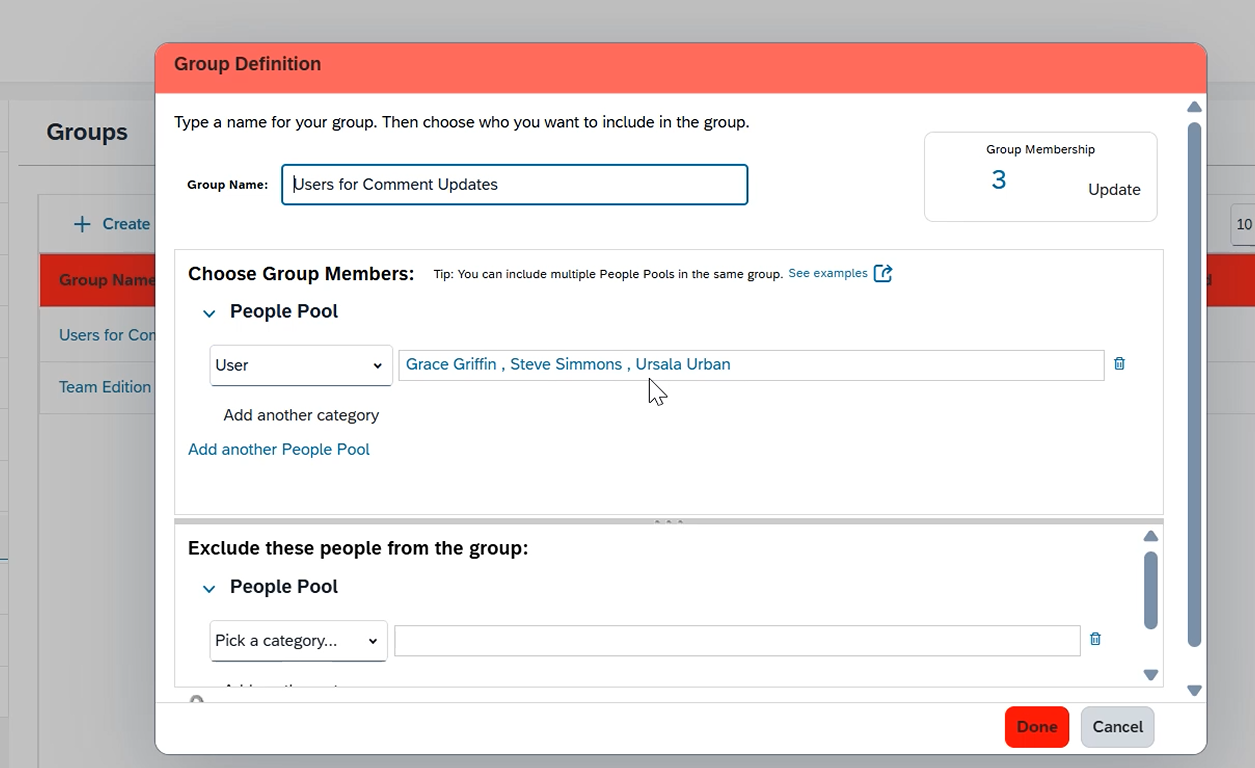 Group Definition
Type a name for your group. Then choose who you want to include in the group.
Groups
Group Membership
3
Update
Group Name:
Users for Comment Updates
Create
10
Choose Group Members:
Tip: You can include multiple People Pools in the same group.
See examples
Group Name
People Pool
Users for
User
Grace Griffin , Steve Simmons , Ursala Urban
Team Edition
Add another category
Add another People Pool
Exclude these people from the group:
People Pool
Pick a category...
Done
Cancel